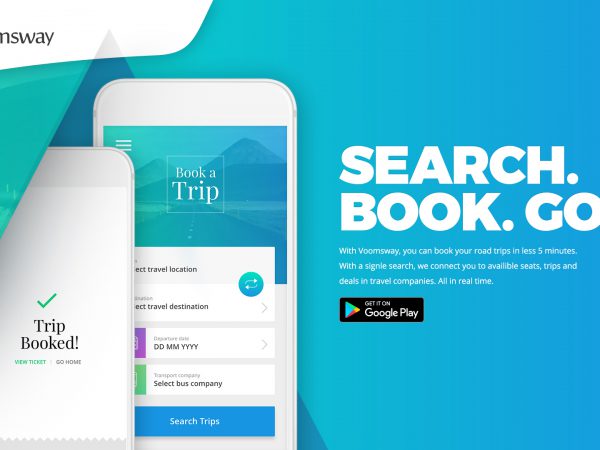 omsway
SEARCH.
BOOK. GO
With Voomsway, you can book your road trips in less 5 minutes.
With a signle search, we connect you to availible seats, trips and
deals in travel companies. All in real time.
GET IT ON
Google Play
Book a
Trip
ect travel location
ination
ect travel destination
Departure date
DD MM YYYY
Transport company
Select bus company
Search Trips
Trip
Booked!
VIEW TICKET | GO HOME